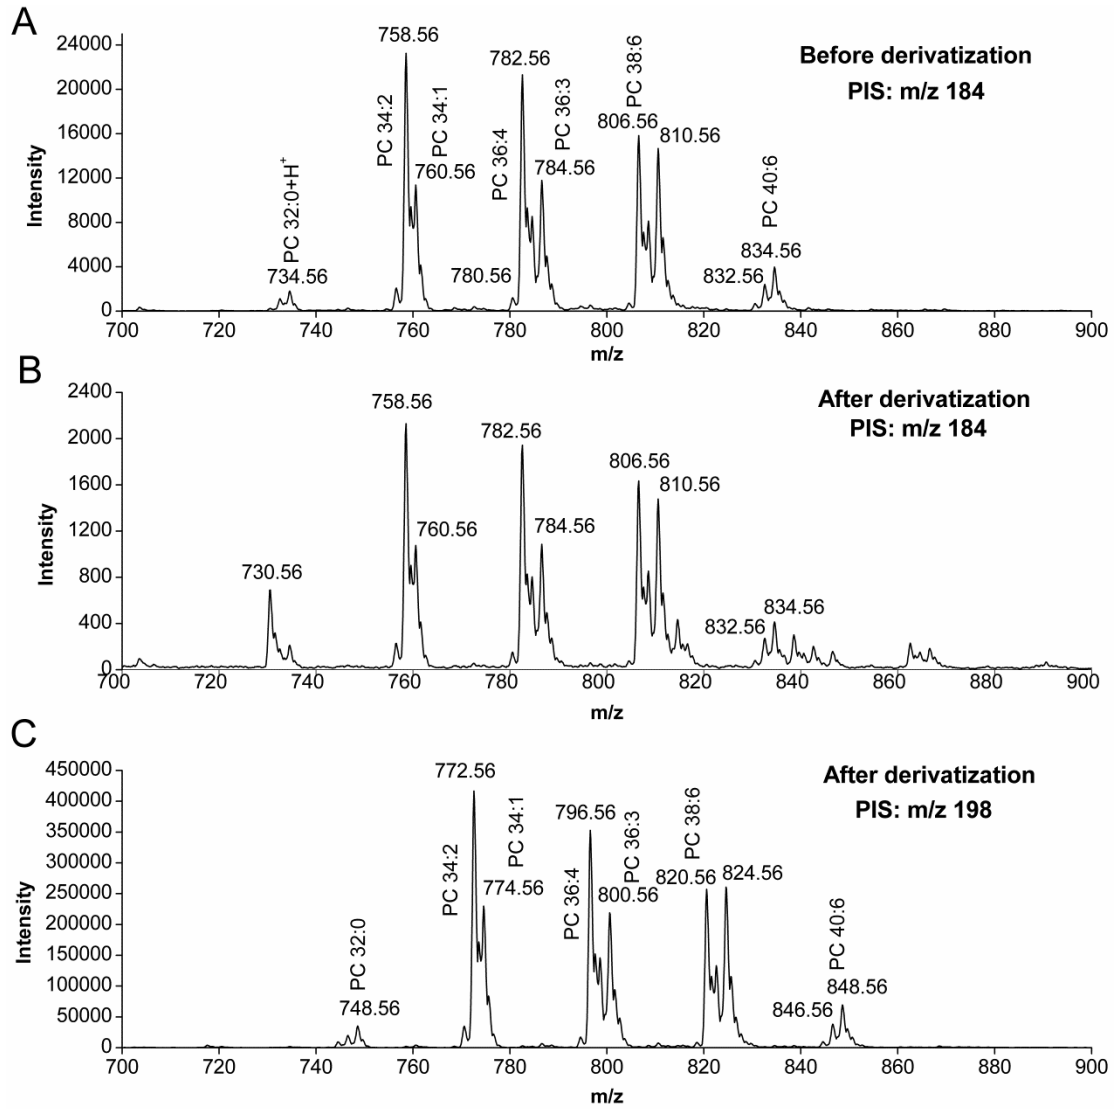 A
Before derivatization
PIS: m/z 184
Intensity
24000
20000
16000
12000
8000
4000
0
PC 32:0+H+
734.56
PC 34:2
758.56
PC 34:1
760.56
780.56
PC 36:4
782.56
PC 36:3
784.56
806.56
PC 38:6
810.56
832.56
PC 40:6
834.56
700 720 740 760 780 800 820 840 860 880 900
m/z
B
After derivatization
PIS: m/z 184
Intensity
2400
2000
1600
1200
800
400
0
730.56
758.56
760.56
782.56
784.56
806.56
810.56
832.56
834.56
700 720 740 760 780 800 820 840 860 880 900
m/z
C
After derivatization
PIS: m/z 198
Intensity
450000
400000
350000
300000
250000
200000
150000
100000
50000
0
PC 32:0
748.56
PC 34:2
772.56
PC 34:1
774.56
PC 36:4
796.56
PC 36:3
800.56
PC 38:6
820.56
824.56
846.56
PC 40:6
848.56
700 720 740 760 780 800 820 840 860 880 900
m/z